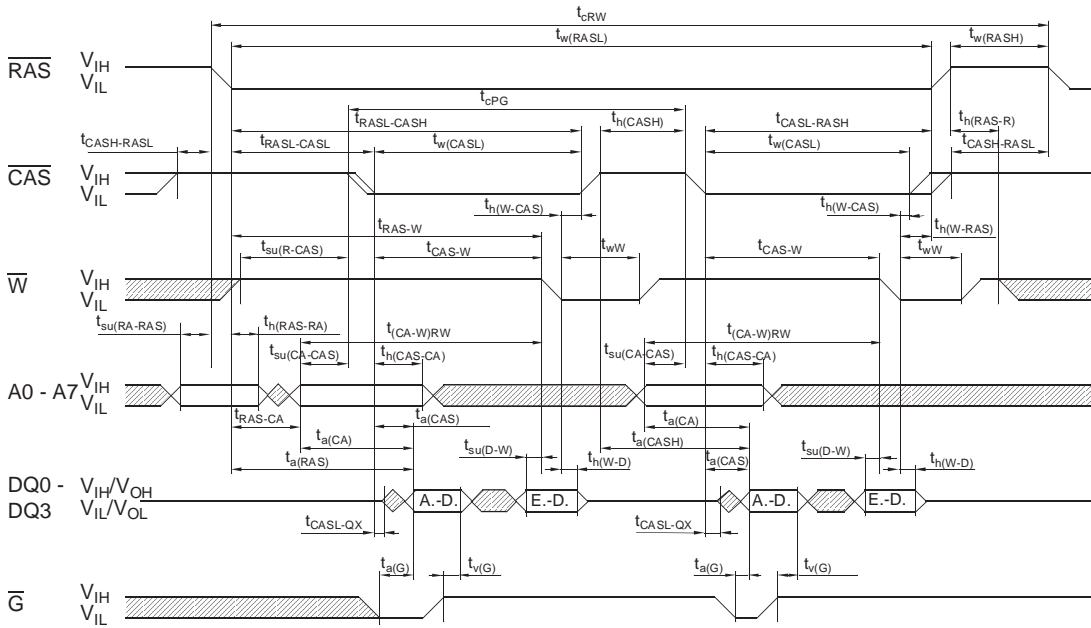 tcRW
tw(RASL)
tw(RASH)
RAS
VIH
VIL
tcPG
tRASL-CASH
th(CASH)
tCASL-RASH
th(RAS-R)
tCASH-RASL
tRASL-CASL
tw(CASL)
tw(CASL)
tCASH-RASL
CAS
VIH
VIL
th(W-CAS)
th(W-CAS)
tRAS-W
th(W-RAS)
tsu(R-CAS)
tCAS-W
twW
tCAS-W
twW
W
VIH
VIL
tsu(RA-RAS)
th(RAS-RA)
t(CA-W)RW
t(CA-W)RW
tsu(CA-CAS)
th(CAS-CA)
tsu(CA-CAS)
th(CAS-CA)
A0 - A7
VIH
VIL
tRAS-CA
ta(CAS)
ta(CA)
ta(CA)
tsu(D-W)
ta(CASH)
tsu(D-W)
ta(RAS)
th(W-D)
ta(CAS)
th(W-D)
DQ0 -
DQ3
VIH/VOH
VIL/VOL
A.-D.
E.-D.
A.-D.
E.-D.
tCASL-QX
tCASL-QX
ta(G)
tv(G)
ta(G)
tv(G)
G
VIH
VIL